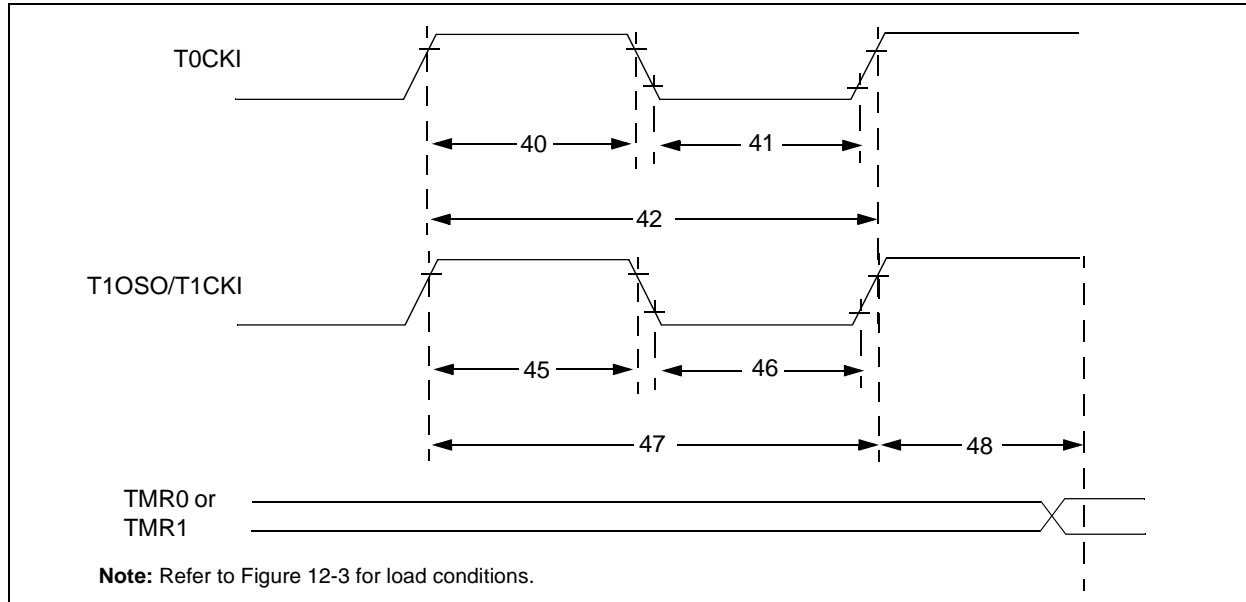 T0CKI
40
41
42
T1OSO/T1CKI
45
46
47
48
TMR0 or
TMR1
Note: Refer to Figure 12-3 for load conditions.